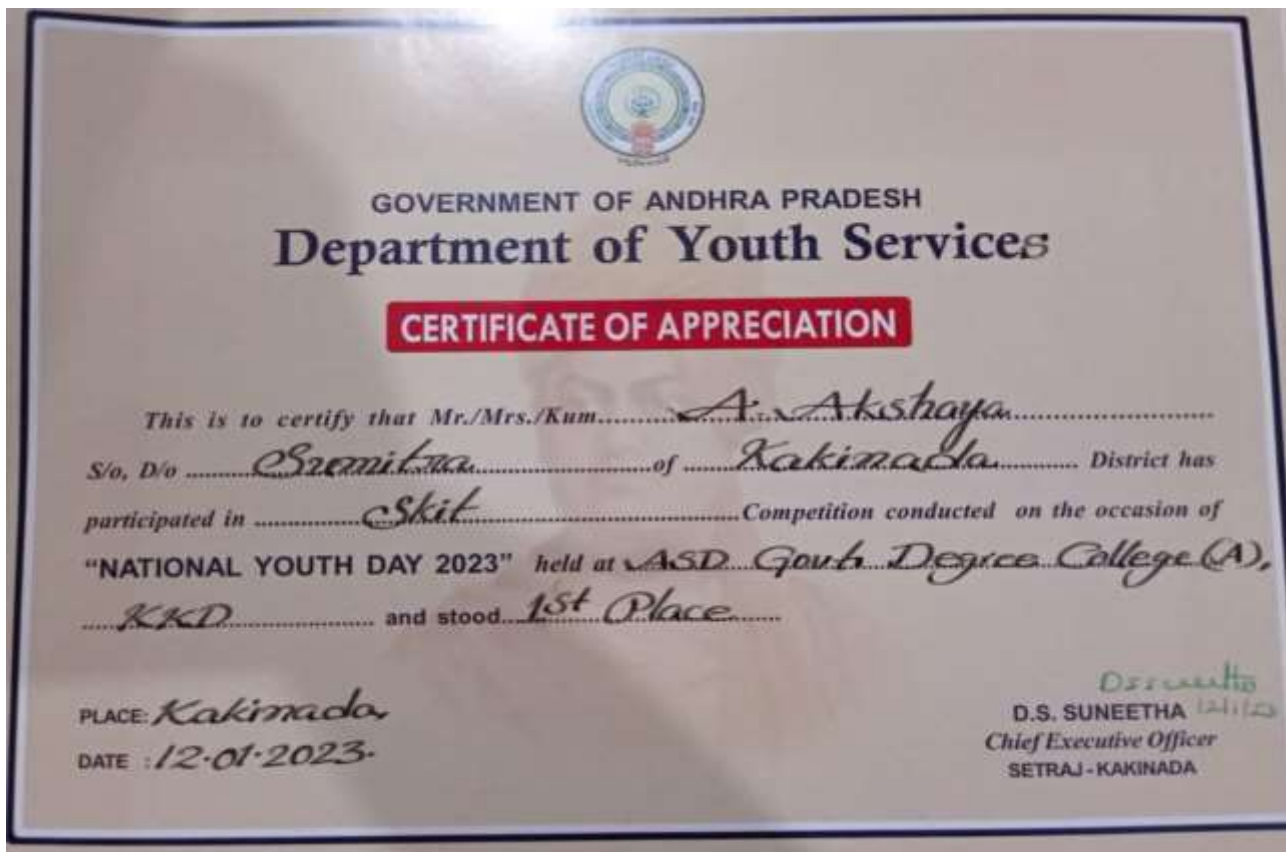 GOVERNMENT OF ANDHRA PRADESH
Department of Youth Services
CERTIFICATE OF APPRECIATION
This is to certify that Mr./Mrs./Kum. A. Akshaya
S/o, D/o Sumitra of Kakinada District has
participated in Skit Competition conducted on the occasion of
"NATIONAL YOUTH DAY 2023" held at ASD Govt. Degree College (A),
KKD and stood 1st Place
PLACE: Kakinada
DATE : 12.01.2023.
D.S. SUNEETHA
Chief Executive Officer
SETRAJ - KAKINADA